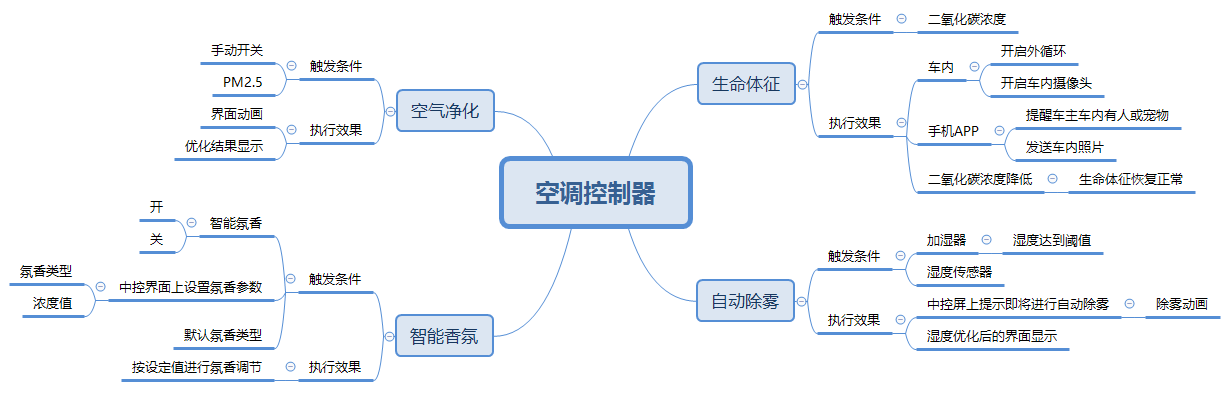 空调控制器
空气净化
触发条件
手动开关
PM2.5
执行效果
界面动画
优化结果显示
智能香氛
触发条件
智能氛香
开
关
中控界面上设置氛香参数
氛香类型
浓度值
默认氛香类型
执行效果
按设定值进行氛香调节
生命体征
触发条件
二氧化碳浓度
执行效果
车内
开启外循环
开启车内摄像头
手机APP
提醒车主车内有人或宠物
发送车内照片
二氧化碳浓度降低
生命体征恢复正常
自动除雾
触发条件
加湿器
湿度达到阈值
湿度传感器
执行效果
中控屏上提示即将进行自动除雾
除雾动画
湿度优化后的界面显示